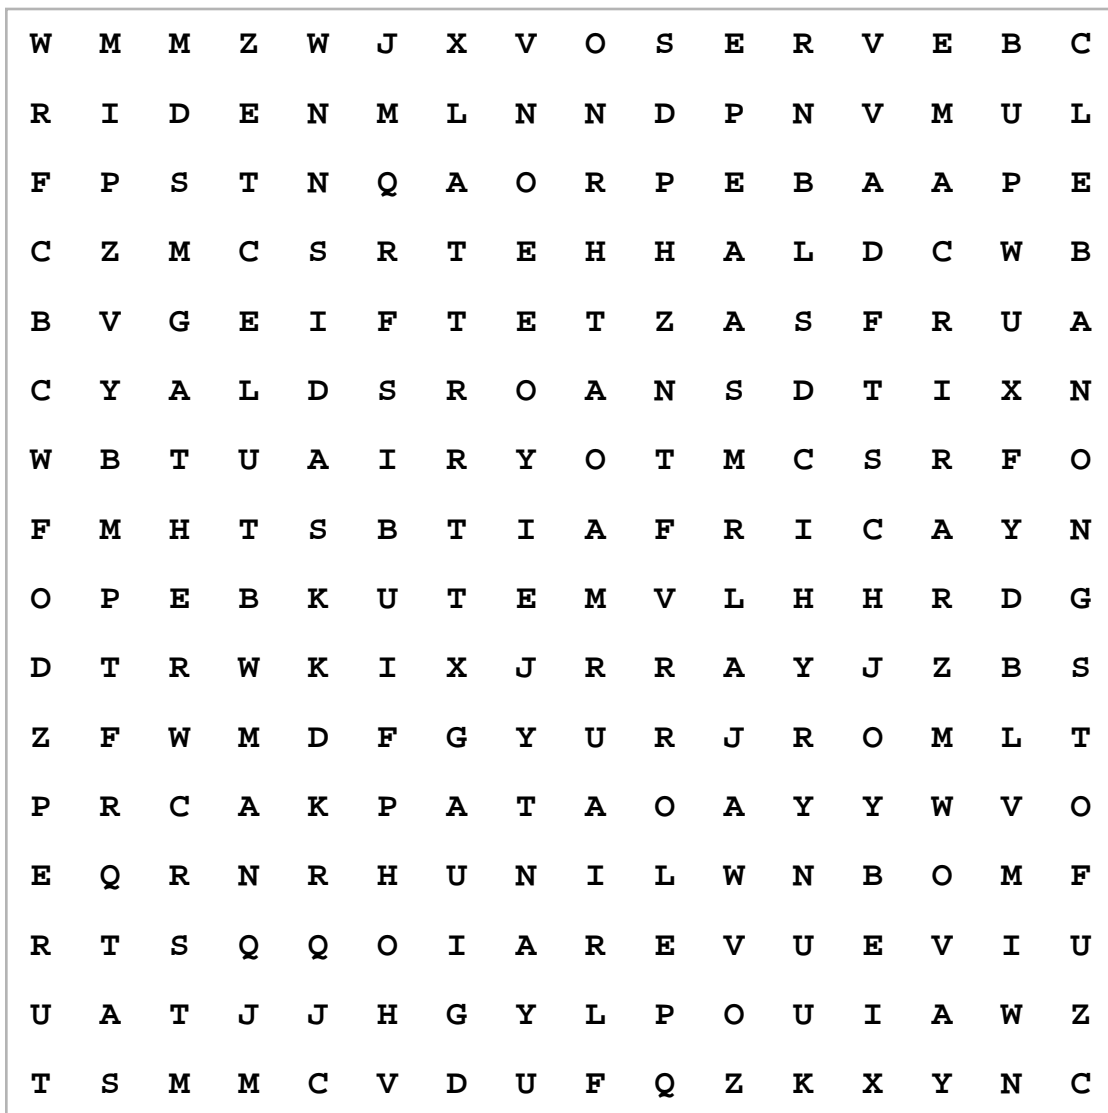 W M M Z W J X V O S E R V E B C
R I D E N M L N N D P N V M U L
F P S T N Q A O R P E B A A P E
C Z M C S R T E H H A L D C W B
B V G E I F T E T Z A S F R U A
C Y A L D S R O A N S D T I X N
W B T U A I R Y O T M C S R F O
F M H T S B T I A F R I C A Y N
O P E B K U T E M V L H H R D G
D T R W K I X J R R A Y J Z B S
Z F W M D F G Y U R J R O M L T
P R C A K P A T A O A Y Y W V O
E Q R N R H U N I L W N B O M F
R T S Q Q O I A R E V U E V I U
U A T J J H G Y L P O U I A W Z
T S M M C V D U F Q Z K X Y N C